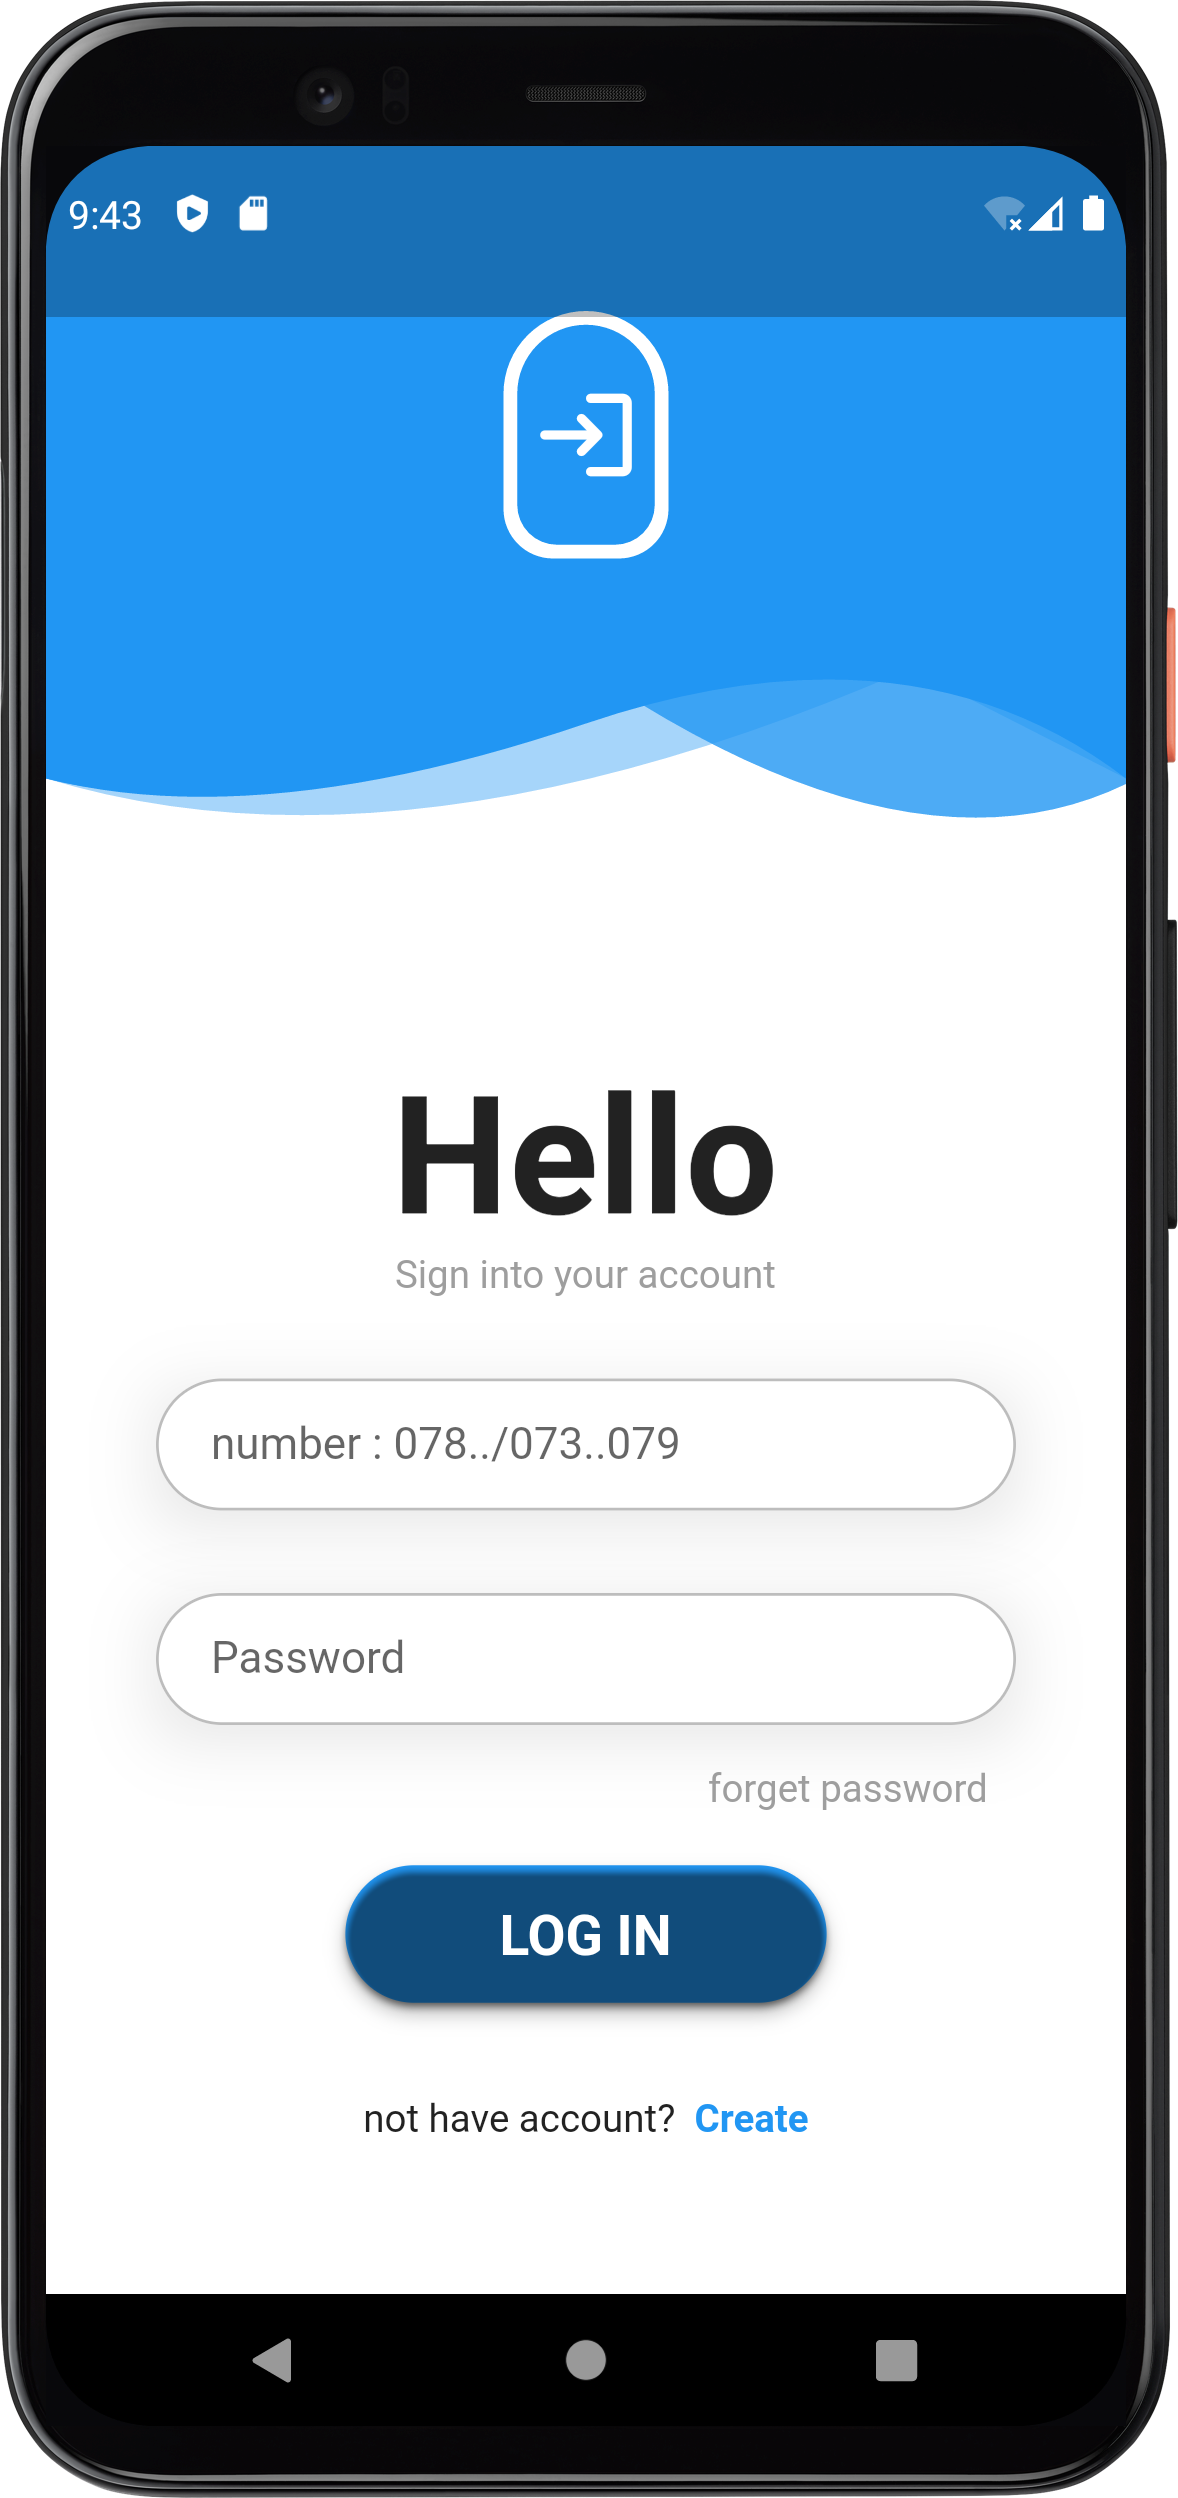 9:43
Hello
Sign into your account
number : 078../073..079
Password
forget password
LOG IN
not have account? Create